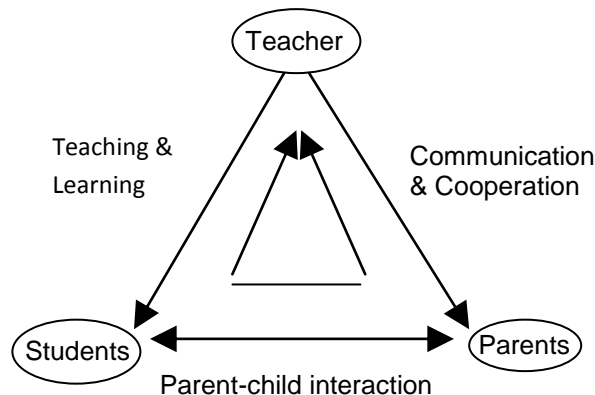 Teacher
Teaching &
Learning
Communication
& Cooperation
Students
Parents
Parent-child interaction